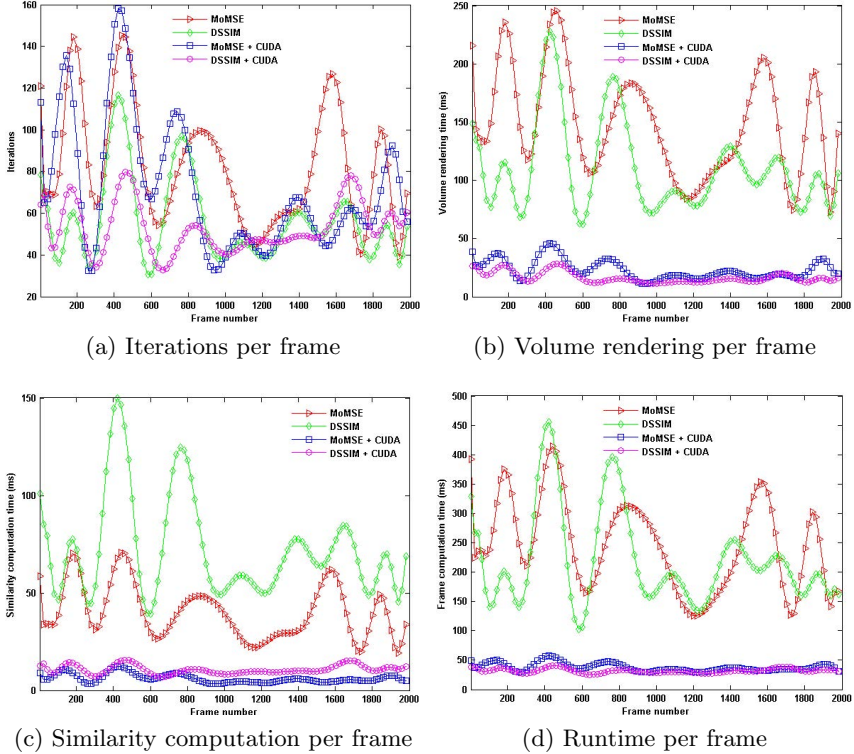 160
140
120
100
80
60
40
20
Iterations
MoMSE
DSSIM
MoMSE + CUDA
DSSIM + CUDA
200 400 600 800 1000 1200 1400 1600 1800 2000
Frame number
(a) Iterations per frame
250
200
150
100
50
0
Volume rendering time (ms)
MoMSE
DSSIM
MoMSE + CUDA
DSSIM + CUDA
200 400 600 800 1000 1200 1400 1600 1800 2000
Frame number
(b) Volume rendering per frame
150
100
50
0
Similarity computation time (ms)
MoMSE
DSSIM
MoMSE + CUDA
DSSIM + CUDA
200 400 600 800 1000 1200 1400 1600 1800 2000
Frame number
(c) Similarity computation per frame
500
450
400
350
300
250
200
150
100
50
0
Frame computation time (ms)
MoMSE
DSSIM
MoMSE + CUDA
DSSIM + CUDA
200 400 600 800 1000 1200 1400 1600 1800 2000
Frame number
(d) Runtime per frame